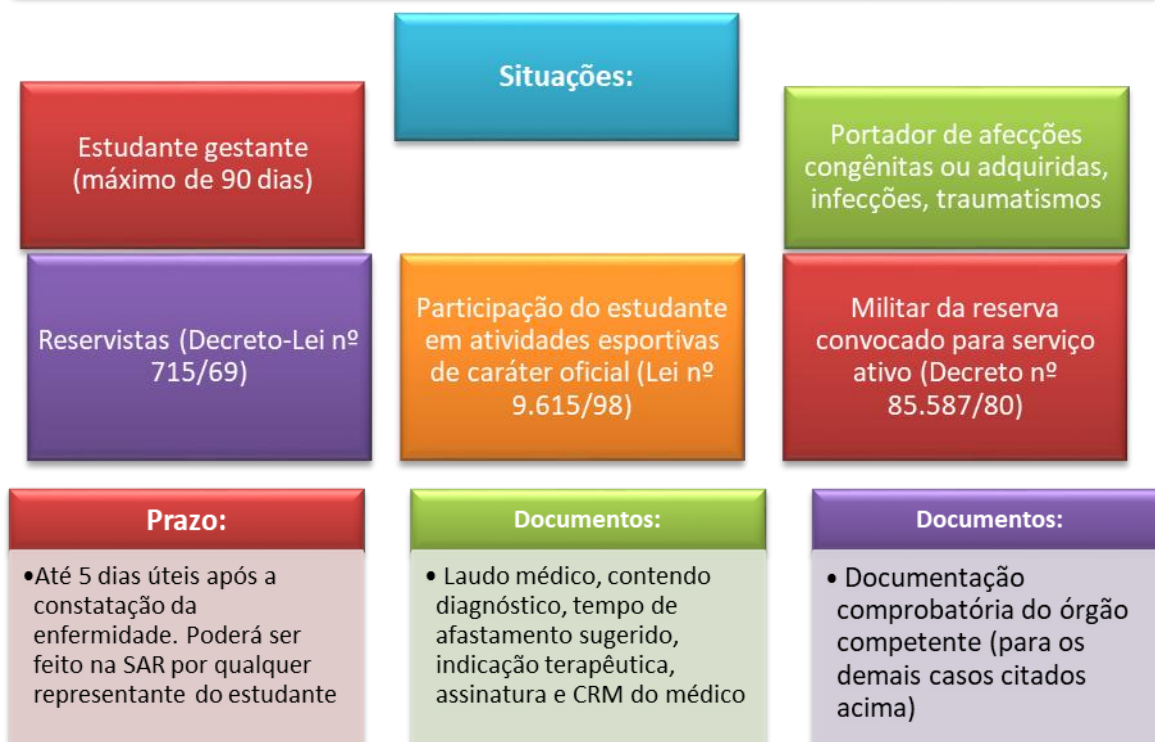 Situações:
Estudante gestante
(máximo de 90 dias)
Portador de afecções
congênitas ou adquiridas,
infecções, traumatismos
Reservistas (Decreto-Lei nº
715/69)
Participação do estudante
em atividades esportivas
de caráter oficial (Lei nº
9.615/98)
Militar da reserva
convocado para serviço
ativo (Decreto nº
85.587/80)
Prazo:
•Até 5 dias úteis após a
constatação da
enfermidade. Poderá ser
feito na SAR por qualquer
representante do estudante
Documentos:
• Laudo médico, contendo
diagnóstico, tempo de
afastamento sugerido,
indicação terapêutica,
assinatura e CRM do médico
Documentos:
• Documentação
comprobatória do órgão
competente (para os
demais casos citados
acima)